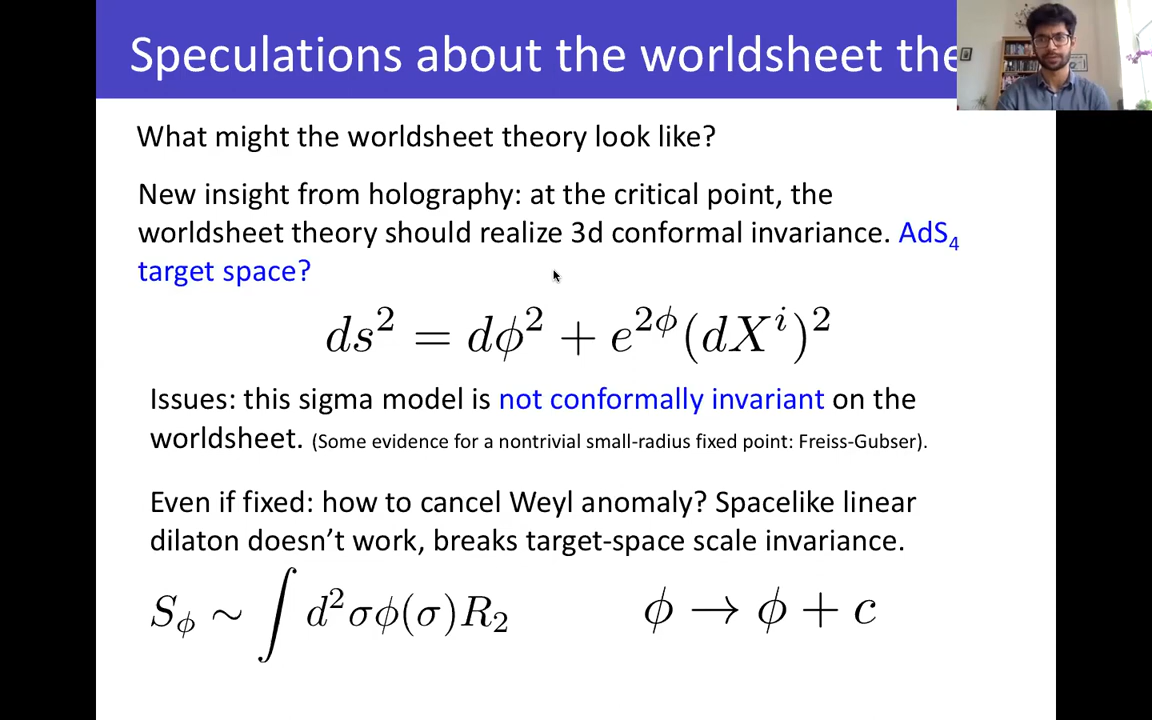 Speculations about the worldsheet the
What might the worldsheet theory look like?
New insight from holography: at the critical point, the
worldsheet theory should realize 3d conformal invariance. AdS₄
target space?
ds² = dϕ² + e^{2ϕ}(dXⁱ)²
Issues: this sigma model is not conformally invariant on the
worldsheet. (Some evidence for a nontrivial small-radius fixed point: Freiss-Gubser).
Even if fixed: how to cancel Weyl anomaly? Spacelike linear
dilaton doesn't work, breaks target-space scale invariance.
S_ϕ ~ ∫ d²σϕ(σ)R₂ ϕ → ϕ + c